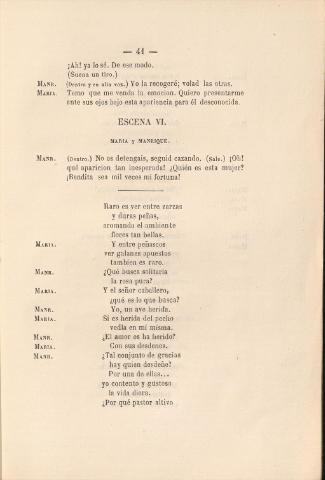 — 41 —
¡Ah! ya lo sé. De ese modo.
(Suena un tiro.)
MANR. (Dentro y en alta voz.) Yo la recogeré; volad las otras.
MARIA. Temo que me venda la emocion. Quiero presentarme
ante sus ojos bajo esta apariencia para él desconocida.
ESCENA VI.
MARIA y MANRIQUE.
MANR. (Dentro.) No os detengais, seguid cazando. (Sale.) ¡Oh!
qué aparicion tan inesperada! ¿Quién es esta mujer?
¡Bendita sea mil veces mi fortuna!
Raro es ver entre zarzas
y duras peñas,
aromando el ambiente
flores tan bellas.
MARIA. Y entre peñascos
ver galanes apuestos
tambien es raro.
MANR. ¿Qué busca solitaria
la rosa pura?
MARIA. Y el señor caballero,
¿qué es lo que busca?
MANR. Yo, un ave herida.
MARIA. Si es herida del pecho
vedla en mí misma.
MANR. ¿El amor os ha herido?
MARIA. Con sus desdenes.
MANR. ¿Tal conjunto de gracias
hay quien desdeñe?
Por una de ellas...
yo contento y gustoso
la vida diera.
¿Por qué pastor altivo